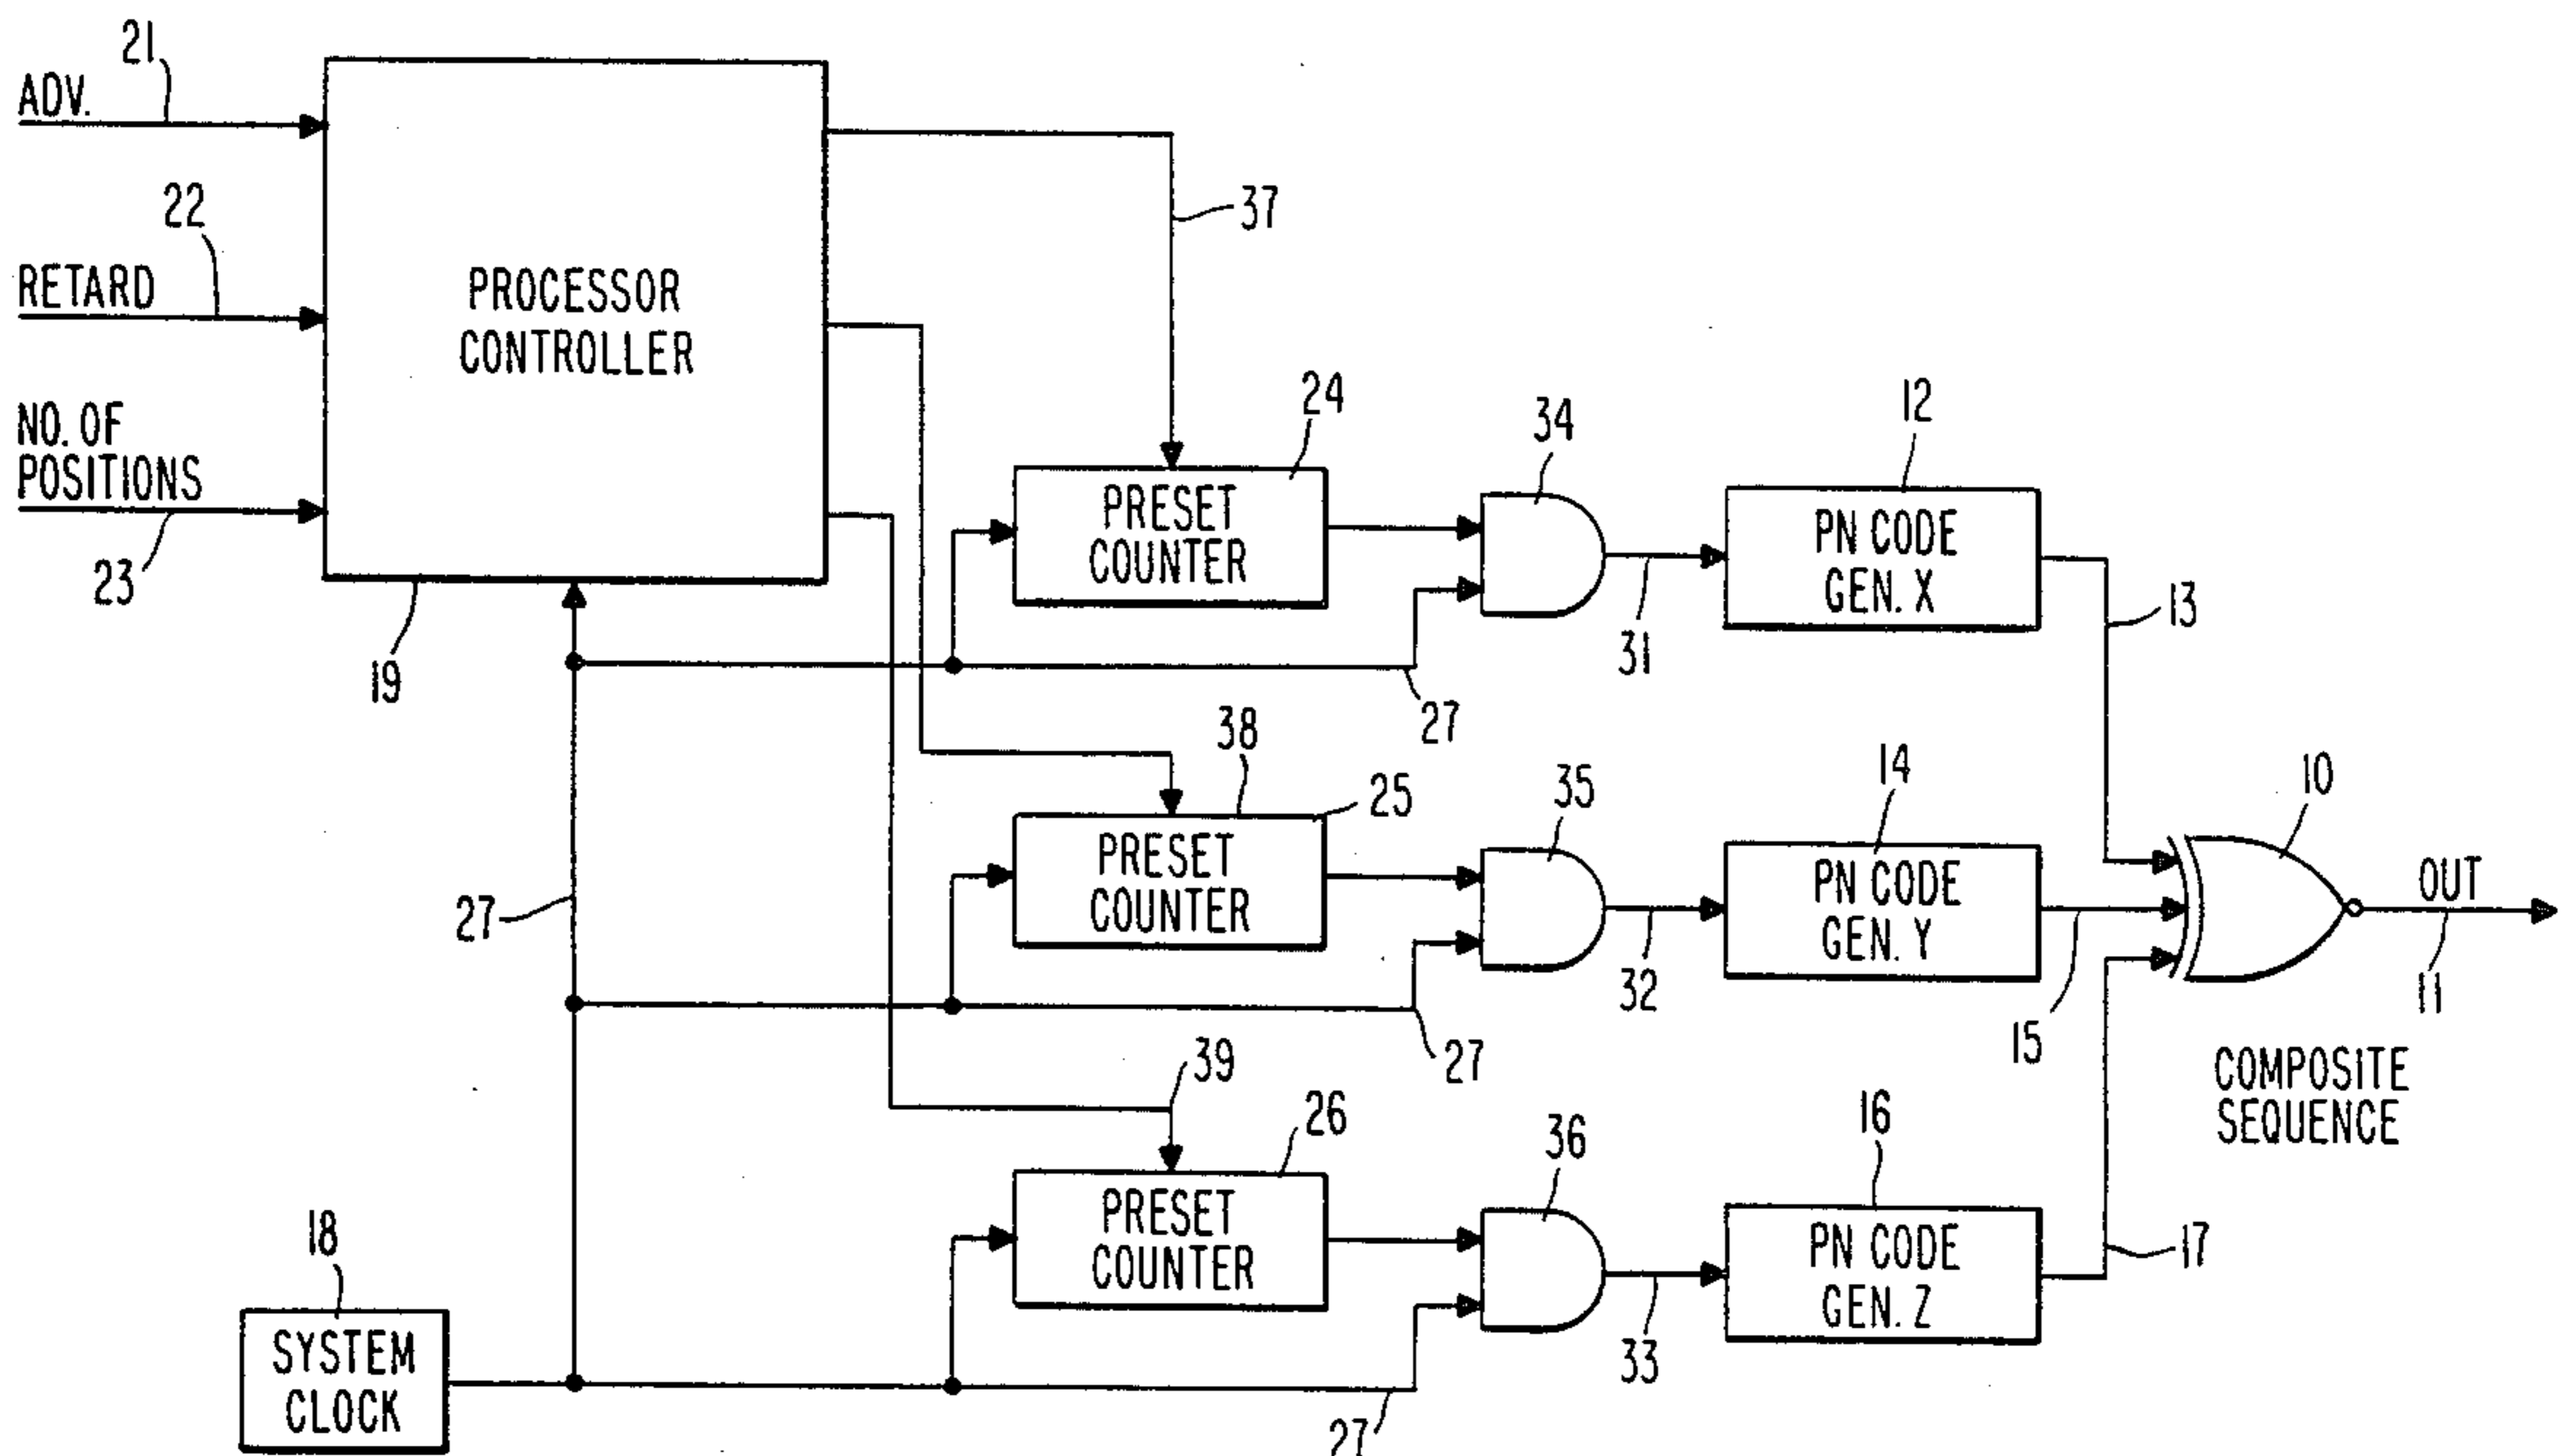 21
ADV.
22
RETARD
NO. OF
POSITIONS
23
PROCESSOR
CONTROLLER
19
37
24
PRESET
COUNTER
34
31
12
PN CODE
GEN. X
13
27
38
25
PRESET
COUNTER
35
32
14
PN CODE
GEN. Y
15
10
OUT
11
COMPOSITE
SEQUENCE
27
27
39
26
PRESET
COUNTER
36
33
16
PN CODE
GEN. Z
17
18
SYSTEM
CLOCK
27